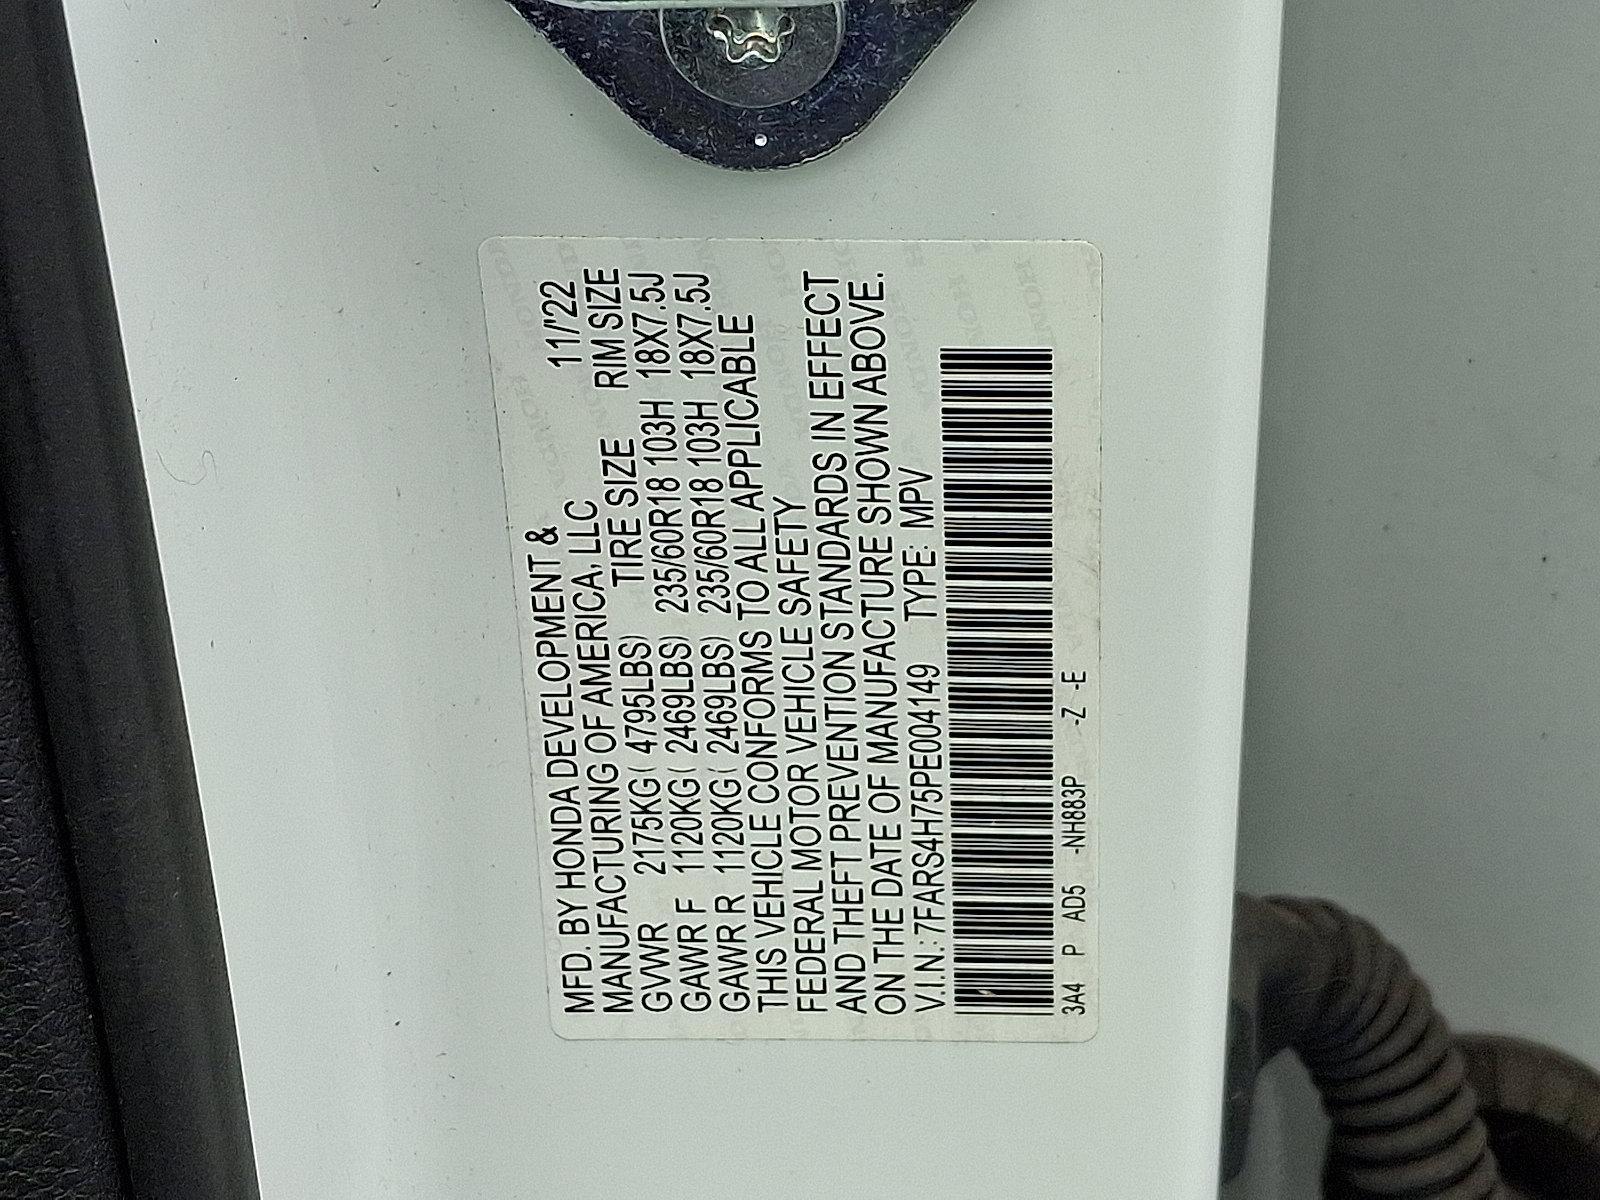 MFD. BY HONDA DEVELOPMENT & 11/'22
MANUFACTURING OF AMERICA, LLC
TIRE SIZE RIM SIZE
GVWR 2175KG( 4795LBS)
GAWR F 1120KG( 2469LBS) 235/60R18 103H 18X7.5J
GAWR R 1120KG( 2469LBS) 235/60R18 103H 18X7.5J
THIS VEHICLE CONFORMS TO ALL APPLICABLE
FEDERAL MOTOR VEHICLE SAFETY
AND THEFT PREVENTION STANDARDS IN EFFECT
ON THE DATE OF MANUFACTURE SHOWN ABOVE.
V.I.N.: 7FARS4H75PE004149 TYPE: MPV
3A4 P AD5 -NH883P -Z -E